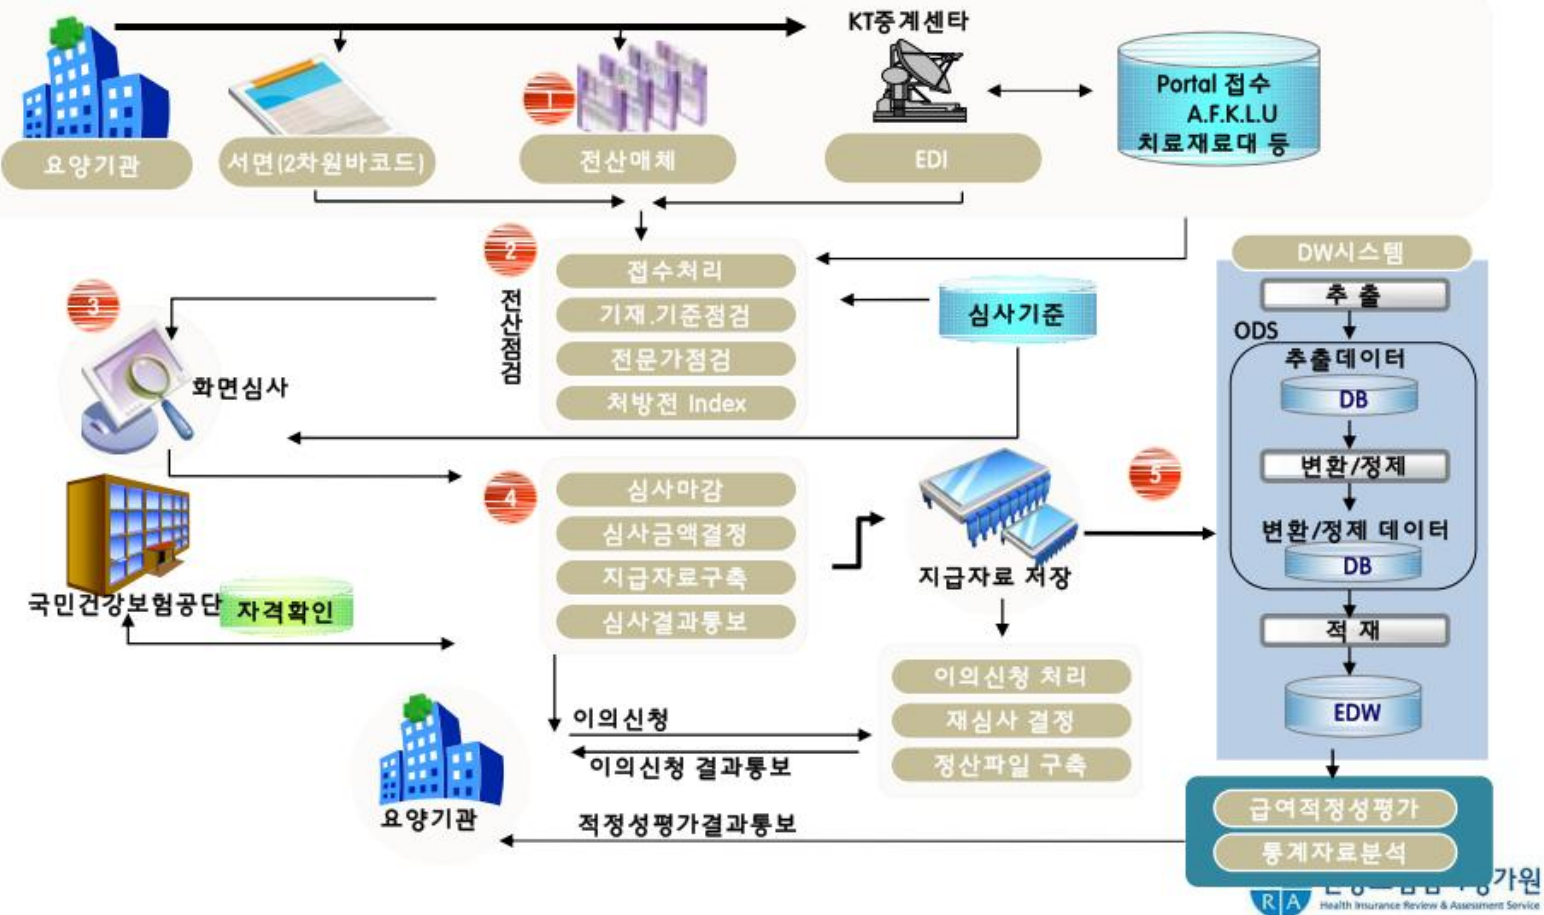 KT중계센타
Portal 접수
A.F.K.L.U
치료재료대 등
1
요양기관
서면(2차원바코드)
전산매체
EDI
2
전산점검
접수처리
기재.기준점검
전문가점검
처방전 Index
심사기준
3
화면심사
DW시스템
추 출
ODS
추출데이터
DB
변환/정제
변환/정제 데이터
DB
적 재
EDW
4
심사마감
심사금액결정
지급자료구축
심사결과통보
5
지급자료 저장
국민건강보험공단
자격확인
이의신청 처리
재심사 결정
정산파일 구축
이의신청
이의신청 결과통보
요양기관
적정성평가결과통보
급여적정성평가
통계자료분석
가원
RA
Health Insurance Review & Assessment Service